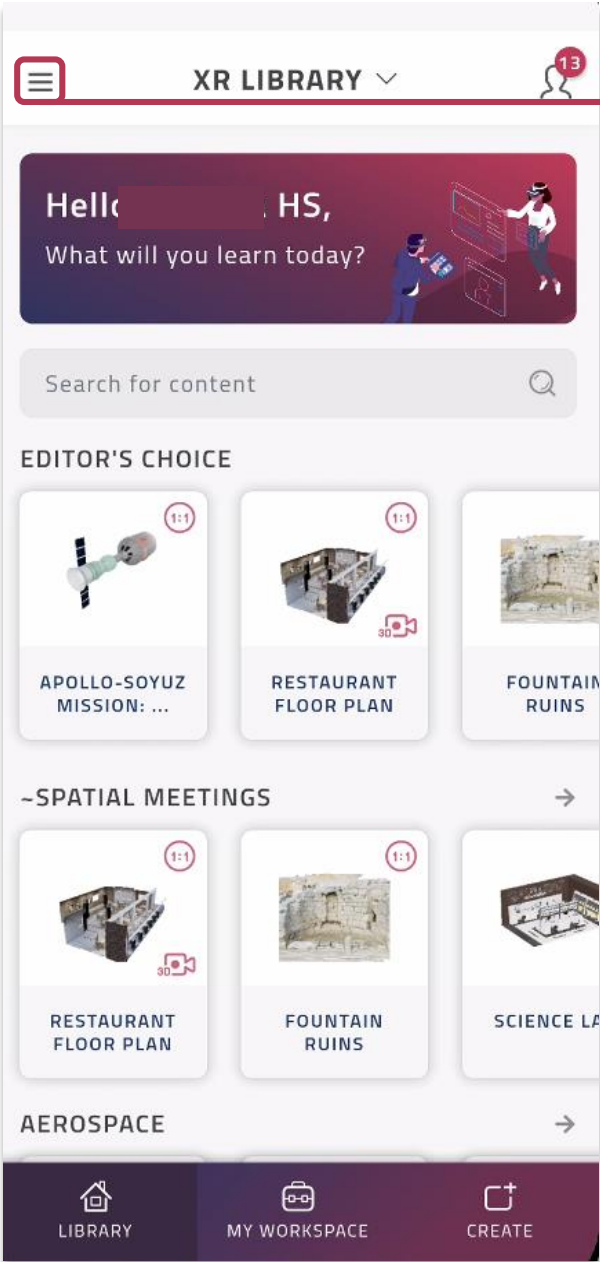 XR LIBRARY
13
Hello HS,
What will you learn today?
Search for content
EDITOR'S CHOICE
1:1
1:1
3D
APOLLO-SOYUZ
MISSION: ...
RESTAURANT
FLOOR PLAN
FOUNTAIN
RUINS
~SPATIAL MEETINGS
1:1
1:1
3D
RESTAURANT
FLOOR PLAN
FOUNTAIN
RUINS
SCIENCE LA
AEROSPACE
LIBRARY
MY WORKSPACE
CREATE